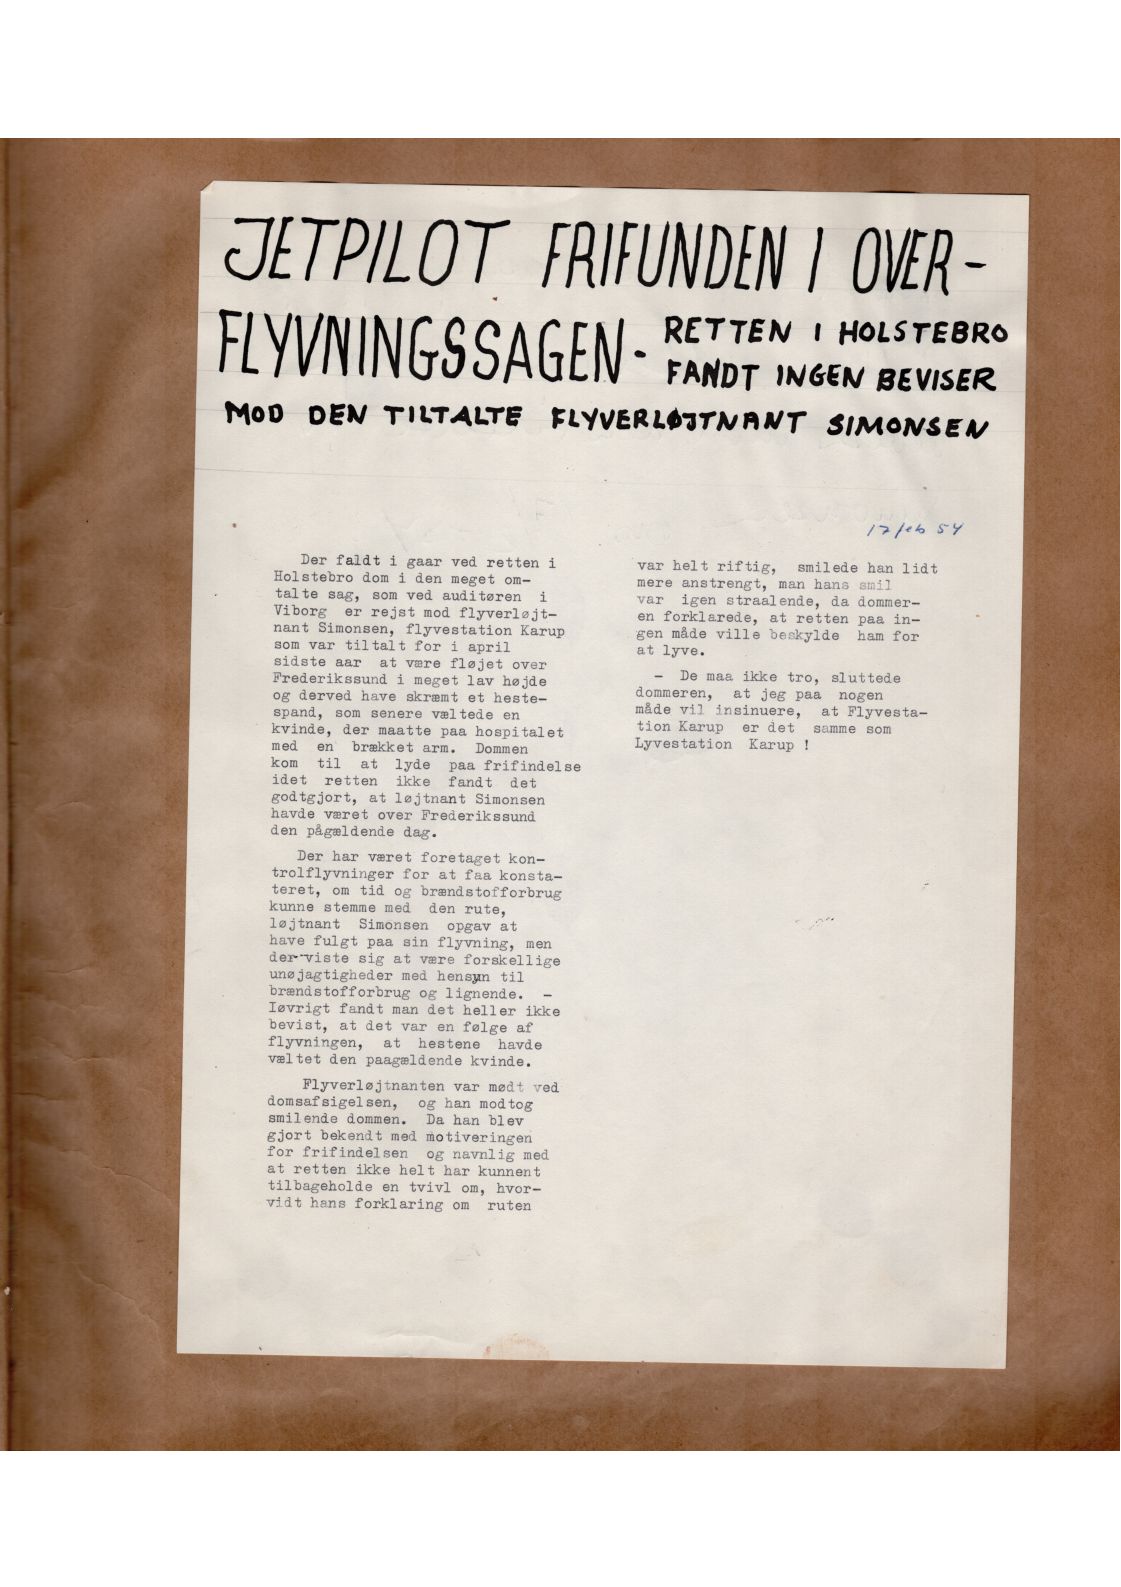 JETPILOT FRIFUNDEN I OVER-
FLYVNINGSSAGEN - RETTEN I HOLSTEBRO
FANDT INGEN BEVISER
MOD DEN TILTALTE FLYVERLØJTNANT SIMONSEN
17 feb 54
Der faldt i gaar ved retten i
Holstebro dom i den meget om-
talte sag, som ved auditøren i
Viborg er rejst mod flyverløjt-
nant Simonsen, flyvestation Karup
som var tiltalt for i april
sidste aar at være fløjet over
Frederikssund i meget lav højde
og derved have skræmt et heste-
spand, som senere væltede en
kvinde, der maatte paa hospitalet
med en brækket arm. Dommen
kom til at lyde paa frifindelse
idet retten ikke fandt det
godtgjort, at løjtnant Simonsen
havde været over Frederikssund
den pågældende dag.
Der har været foretaget kon-
trolflyvninger for at faa konsta-
teret, om tid og brændstofforbrug
kunne stemme med den rute,
løjtnant Simonsen opgav at
have fulgt paa sin flyvning, men
der viste sig at være forskellige
unøjagtigheder med hensyn til
brændstofforbrug og lignende. -
Iøvrigt fandt man det heller ikke
bevist, at det var en følge af
flyvningen, at hestene havde
væltet den paagældende kvinde.
Flyverløjtnanten var mødt ved
domsafsigelsen, og han modtog
smilende dommen. Da han blev
gjort bekendt med motiveringen
for frifindelsen og navnlig med
at retten ikke helt har kunnent
tilbageholde en tvivl om, hvor-
vidt hans forklaring om ruten
var helt riftig, smilede han lidt
mere anstrengt, man hans smil
var igen straalende, da dommer-
en forklarede, at retten paa in-
gen måde ville beskylde ham for
at lyve.
- De maa ikke tro, sluttede
dommeren, at jeg paa nogen
måde vil insinuere, at Flyvesta-
tion Karup er det samme som
Lyvestation Karup !